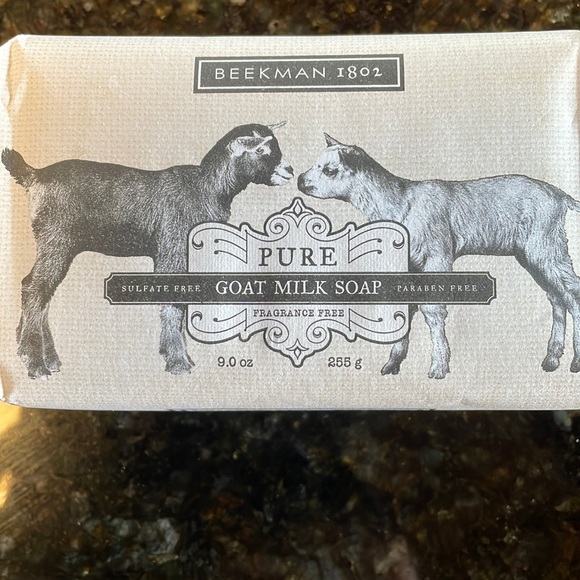 BEEKMAN 1802
PURE
SULFATE FREE GOAT MILK SOAP PARABEN FREE
FRAGRANCE FREE
9.0 oz 255 g